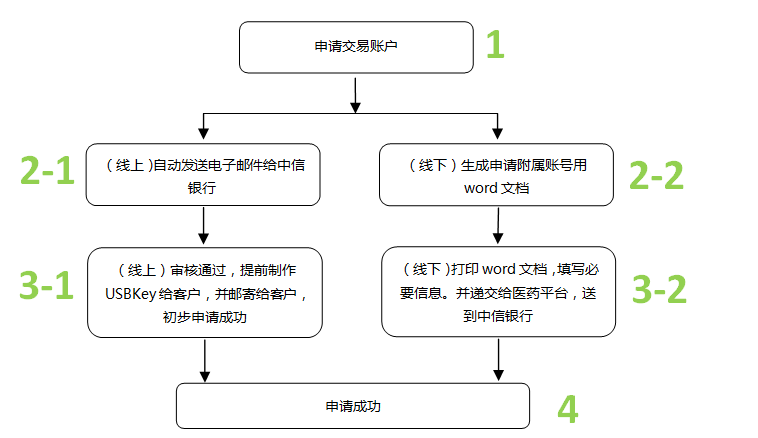 申请交易账户
1
2-1
（线上）自动发送电子邮件给中信
银行
（线下）生成申请附属账号用
word 文档
2-2
3-1
（线上）审核通过，提前制作
USBKey 给客户，并邮寄给客户，
初步申请成功
（线下）打印 word 文档，填写必
要信息。并递交给医药平台，送
到中信银行
3-2
申请成功
4